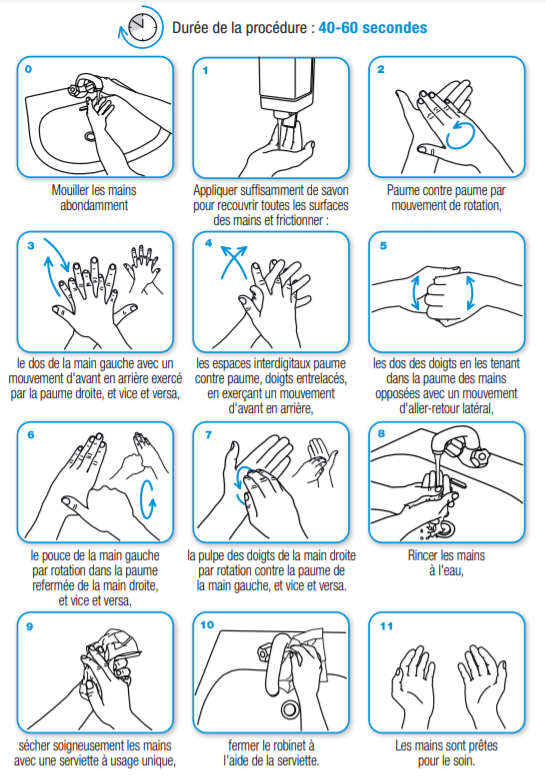 Durée de la procédure : 40-60 secondes
0
Mouiller les mains
abondamment
1
Appliquer suffisamment de savon
pour recouvrir toutes les surfaces
des mains et frictionner :
2
Paume contre paume par
mouvement de rotation,
3
le dos de la main gauche avec un
mouvement d'avant en arrière exercé
par la paume droite, et vice et versa,
4
les espaces interdigitaux paume
contre paume, doigts entrelacés,
en exerçant un mouvement
d'avant en arrière,
5
les dos des doigts en les tenant
dans la paume des mains
opposées avec un mouvement
d'aller-retour latéral,
6
le pouce de la main gauche
par rotation dans la paume
refermée de la main droite,
et vice et versa,
7
la pulpe des doigts de la main droite
par rotation contre la paume de
la main gauche, et vice et versa.
8
Rincer les mains
à l'eau,
9
sécher soigneusement les mains
avec une serviette à usage unique,
10
fermer le robinet à
l'aide de la serviette.
11
Les mains sont prêtes
pour le soin.